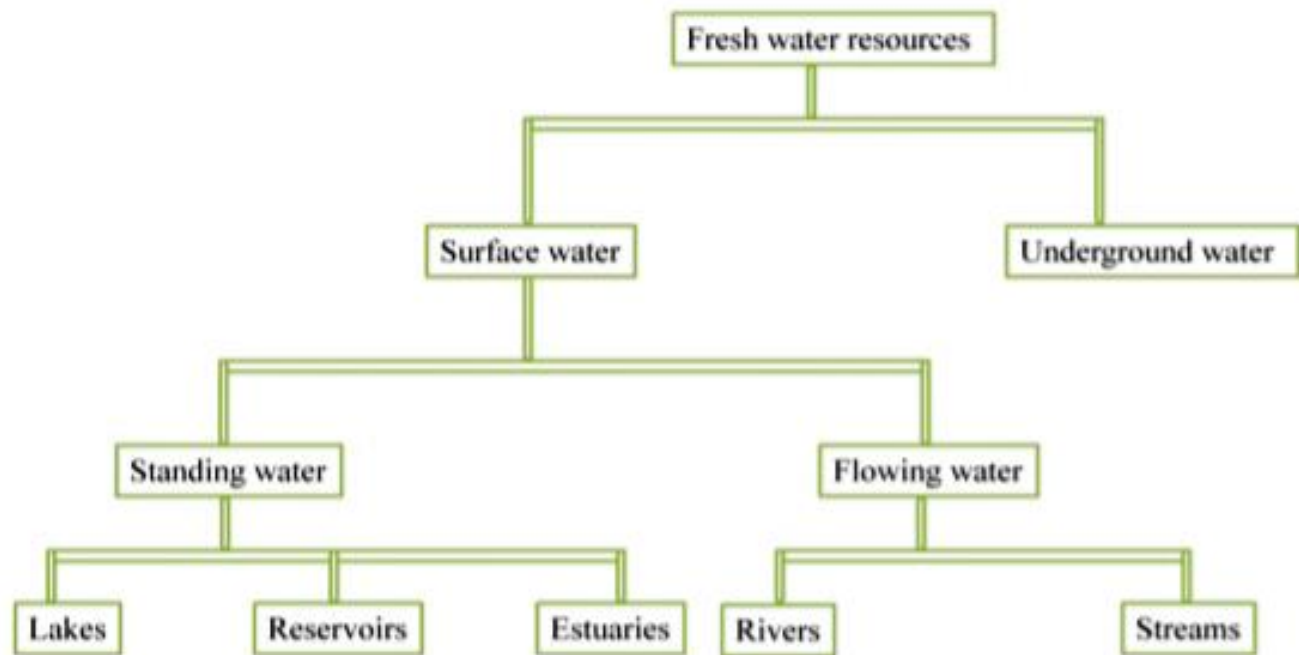 Fresh water resources
Surface water
Underground water
Standing water
Flowing water
Lakes
Reservoirs
Estuaries
Rivers
Streams